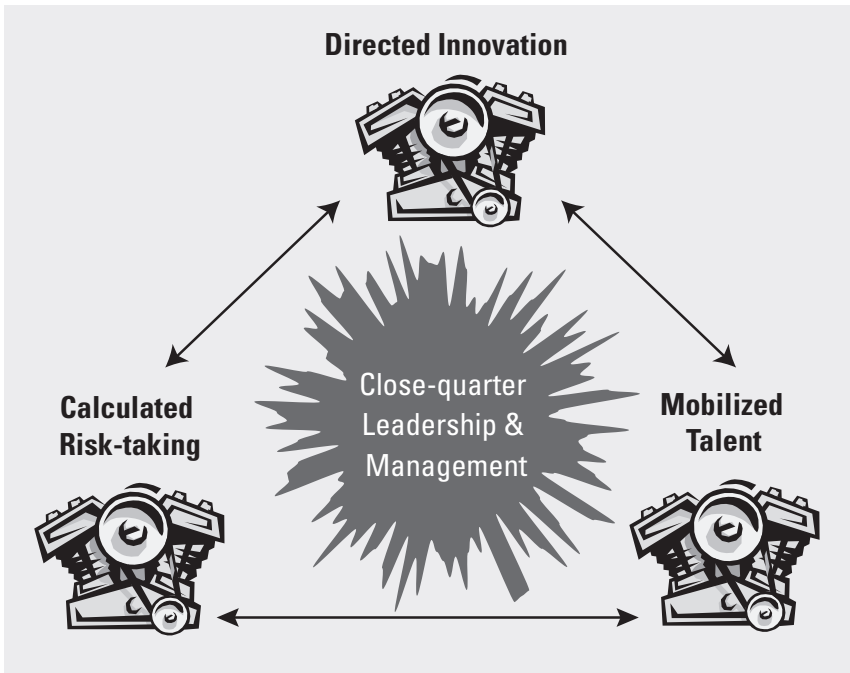 Directed Innovation
Close-quarter
Leadership &
Management
Calculated
Risk-taking
Mobilized
Talent